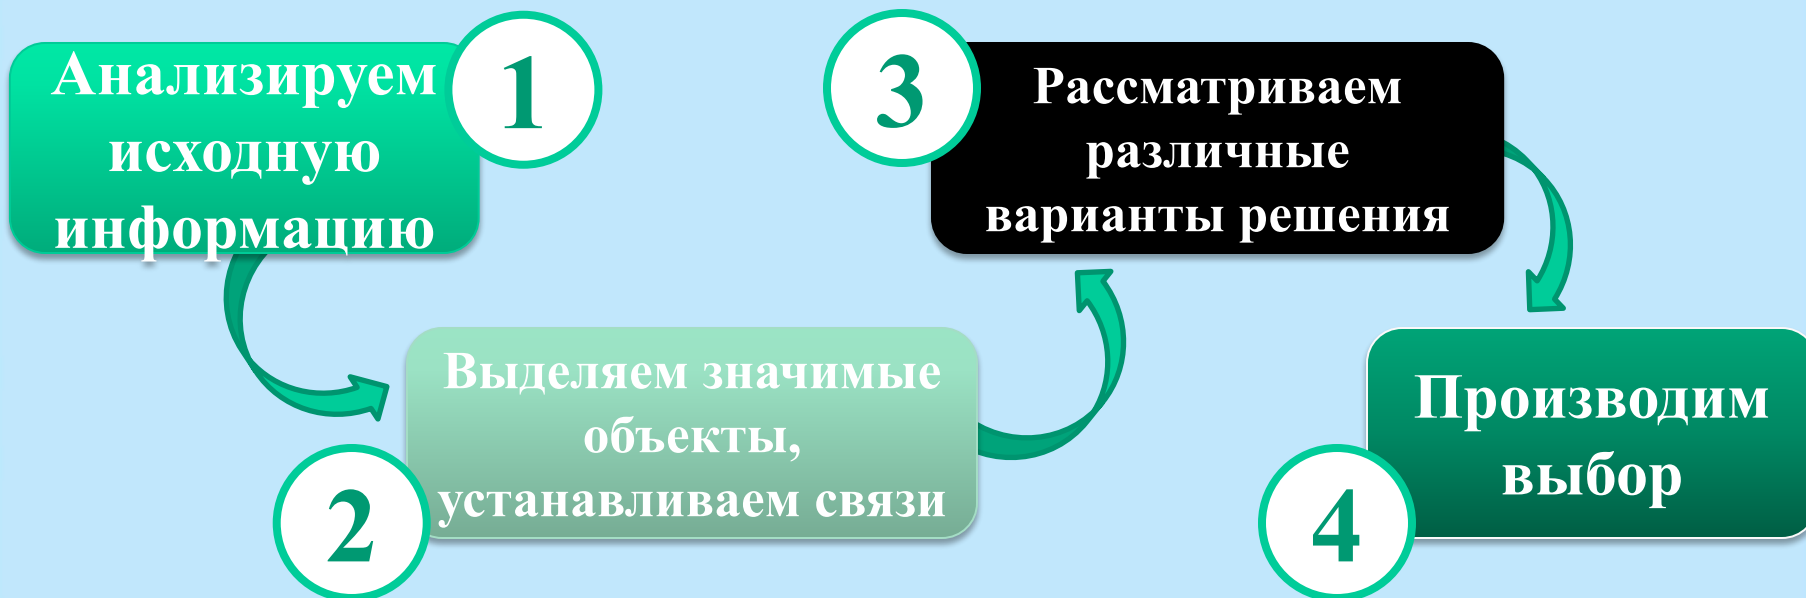 1
Анализируем
исходную
информацию
2
Выделяем значимые
объекты,
устанавливаем связи
3
Рассматриваем
различные
варианты решения
4
Производим
выбор